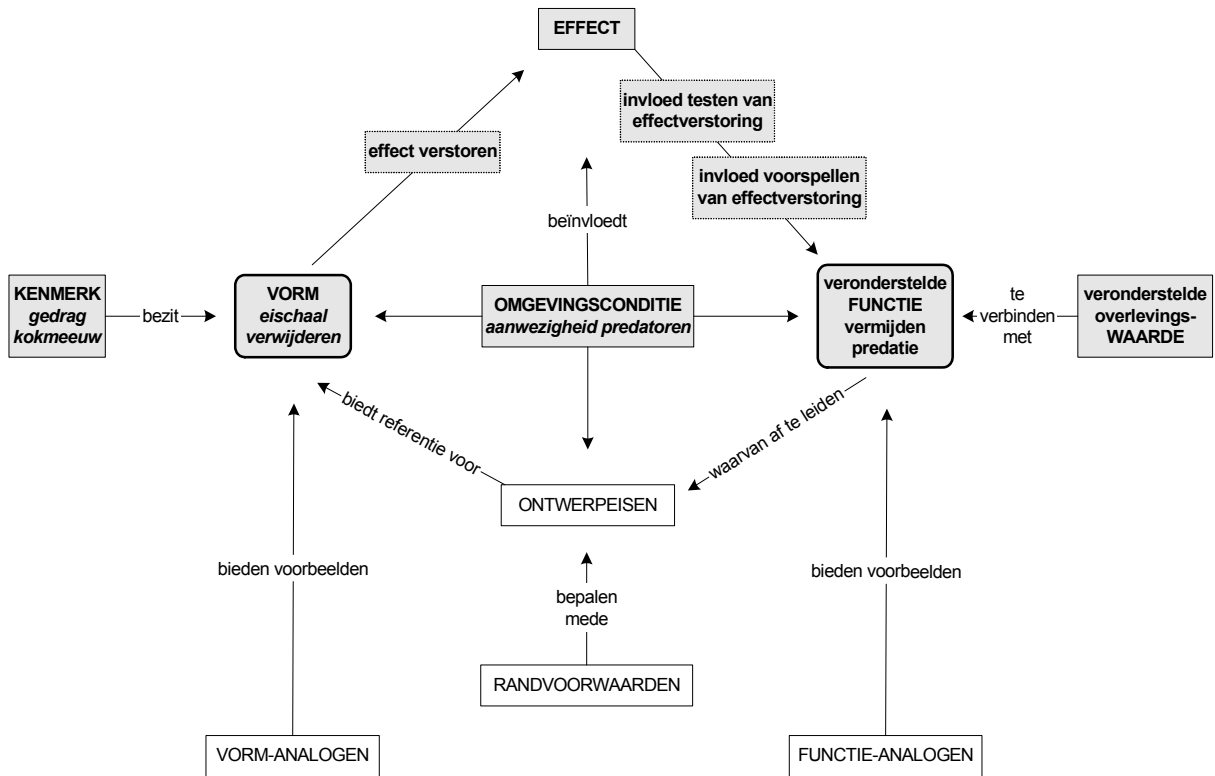 EFFECT
invloed testen van
effectverstoring
effect verstoren
invloed voorspellen
van effectverstoring
beïnvloedt
KENMERK
gedrag
kokmeeuw
bezit
VORM
eischaal
verwijderen
OMGEVINGSCONDITIE
aanwezigheid predatoren
veronderstelde
FUNCTIE
vermijden
predatie
te
verbinden
met
veronderstelde
overlevings-
WAARDE
biedt referentie voor
waarvan af te leiden
ONTWERPEISEN
bieden voorbeelden
bepalen
mede
bieden voorbeelden
RANDVOORWAARDEN
VORM-ANALOGEN
FUNCTIE-ANALOGEN